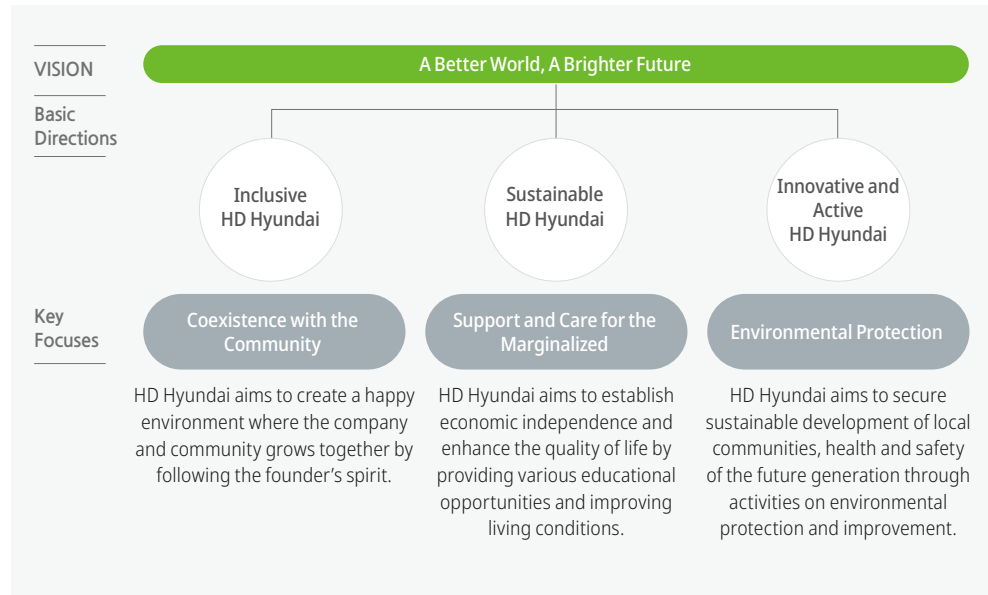 VISION
A Better World, A Brighter Future
Basic
Directions
Inclusive
HD Hyundai
Sustainable
HD Hyundai
Innovative and
Active
HD Hyundai
Key
Focuses
Coexistence with the
Community
Support and Care for the
Marginalized
Environmental Protection
HD Hyundai aims to create a happy
environment where the company
and community grows together by
following the founder’s spirit.
HD Hyundai aims to establish
economic independence and
enhance the quality of life by
providing various educational
opportunities and improving
living conditions.
HD Hyundai aims to secure
sustainable development of local
communities, health and safety
of the future generation through
activities on environmental
protection and improvement.